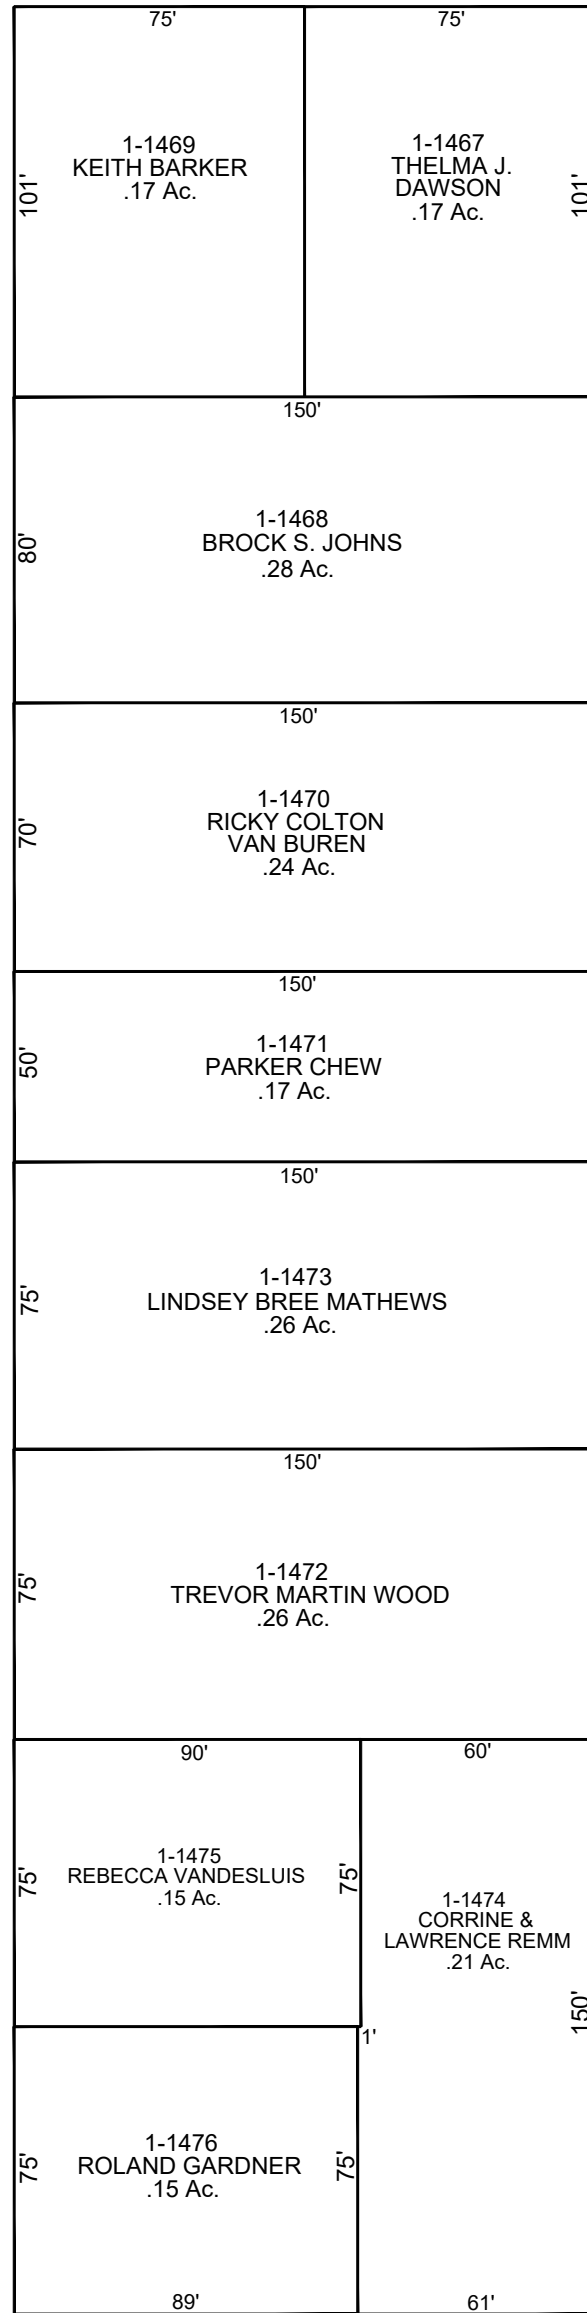 75'
75'
101'
1-1469
KEITH BARKER
.17 Ac.
1-1467
THELMA J.
DAWSON
.17 Ac.
101'
150'
80'
1-1468
BROCK S. JOHNS
.28 Ac.
150'
70'
1-1470
RICKY COLTON
VAN BUREN
.24 Ac.
150'
50'
1-1471
PARKER CHEW
.17 Ac.
150'
75'
1-1473
LINDSEY BREE MATHEWS
.26 Ac.
150'
75'
1-1472
TREVOR MARTIN WOOD
.26 Ac.
90'
60'
75'
1-1475
REBECCA VANDESLUIS
.15 Ac.
75'
1-1474
CORRINE &
LAWRENCE REMM
.21 Ac.
150'
1'
75'
1-1476
ROLAND GARDNER
.15 Ac.
75'
89'
61'